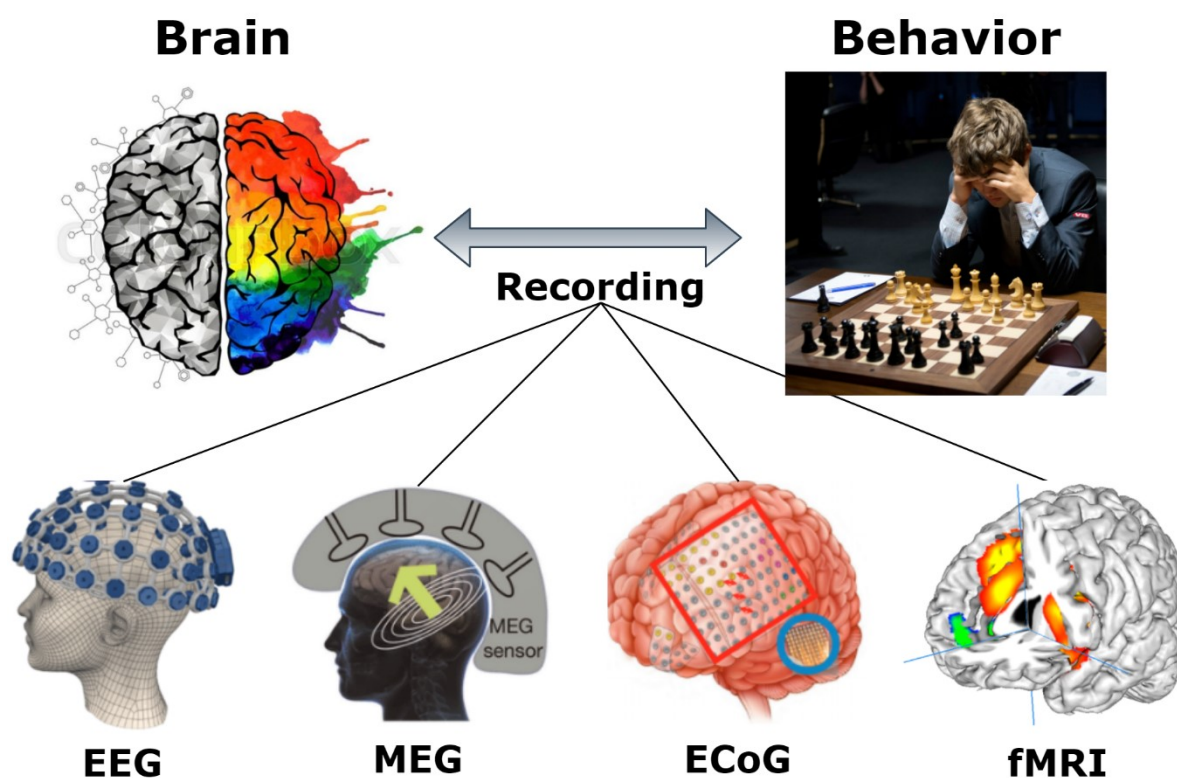 Brain
Behavior
Recording
MEG
sensor
EEG
MEG
ECoG
fMRI